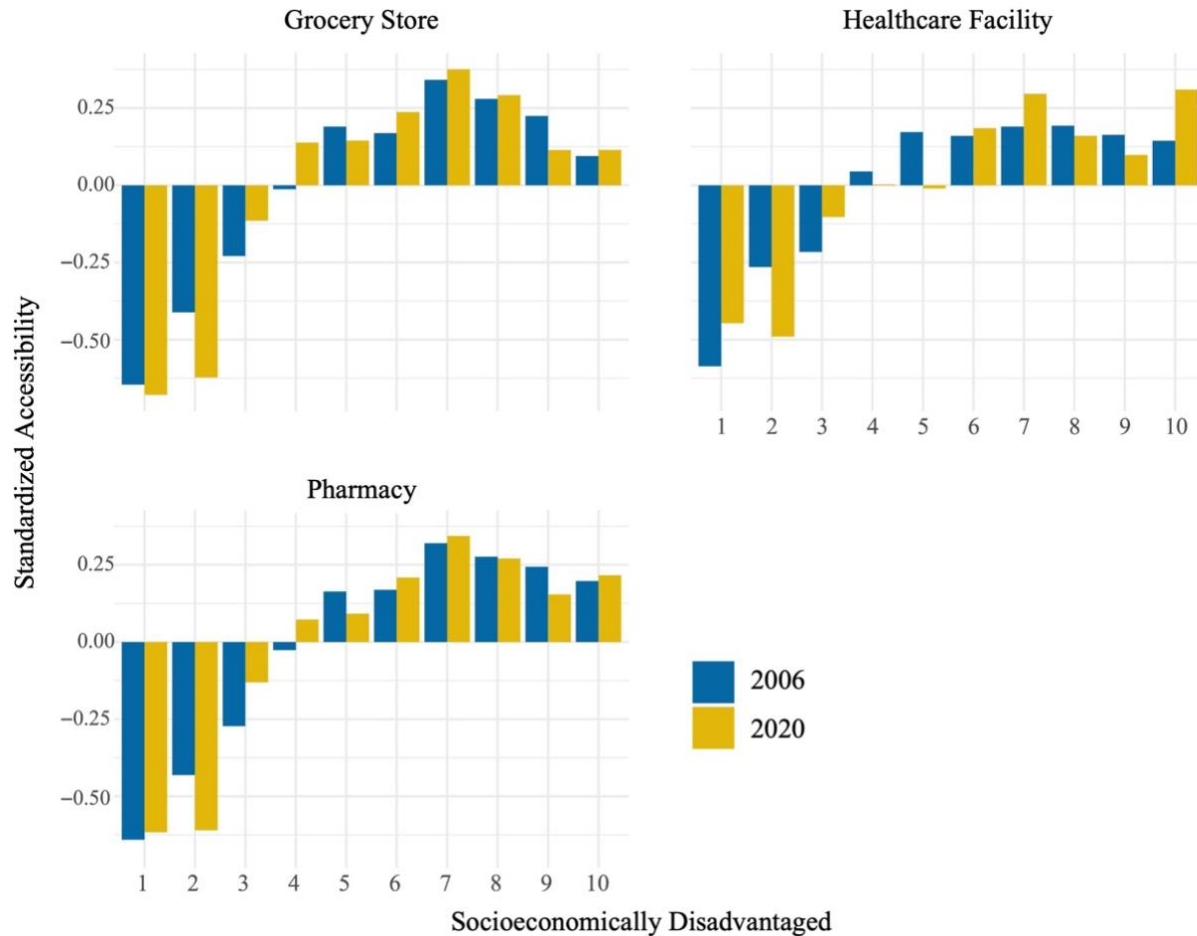 Grocery Store
Healthcare Facility
0.25
0.00
−0.25
−0.50
1 2 3 4 5 6 7 8 9 10
Pharmacy
0.25
0.00
−0.25
−0.50
1 2 3 4 5 6 7 8 9 10
Standardized Accessibility
Socioeconomically Disadvantaged
2006
2020